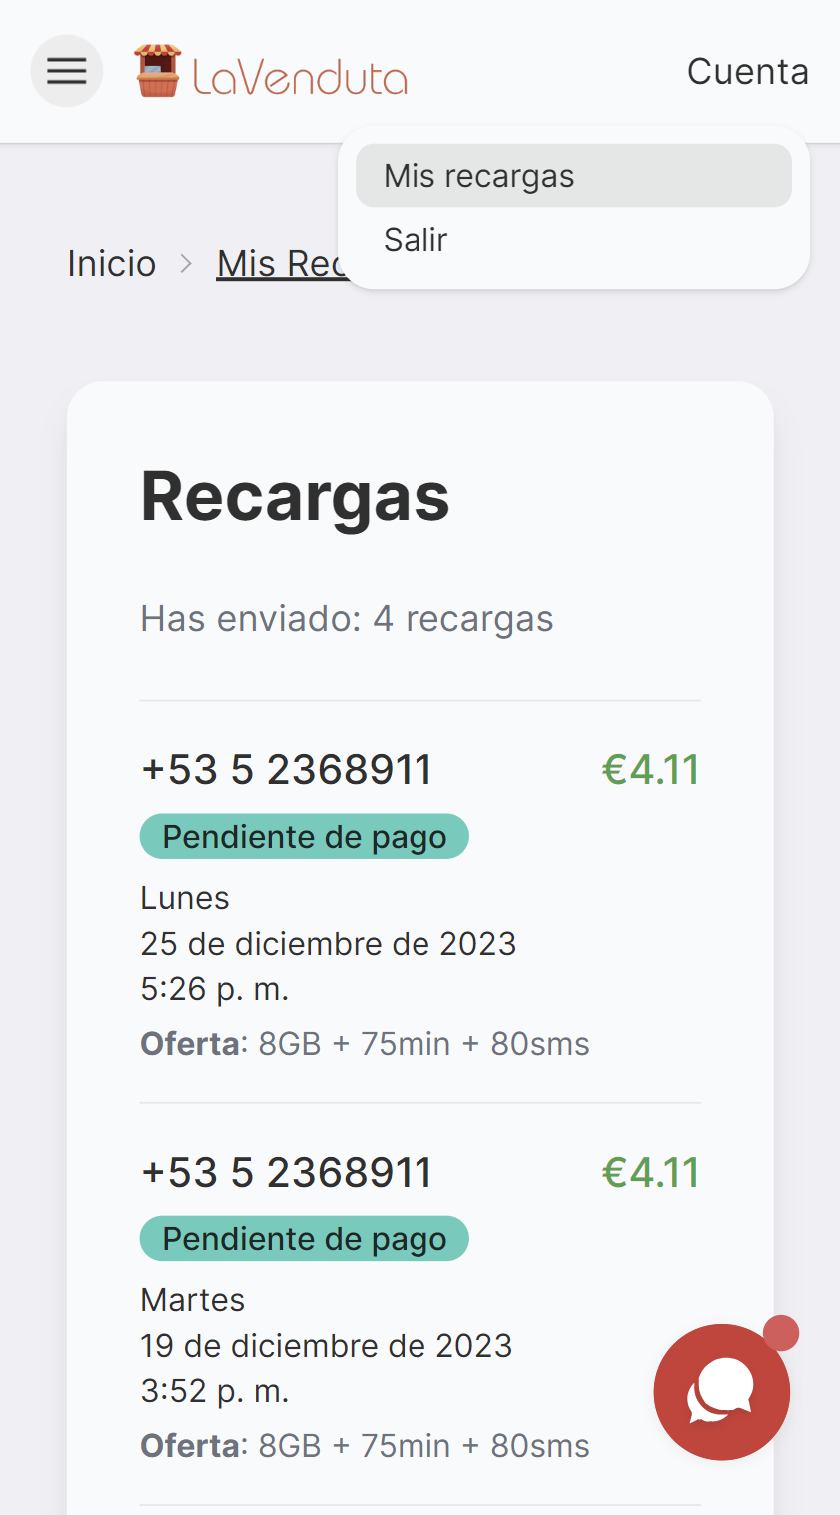 LaVenduta
Cuenta
Mis recargas
Salir
Inicio
Mis Rec
Recargas
Has enviado: 4 recargas
+53 5 2368911
€4.11
Pendiente de pago
Lunes
25 de diciembre de 2023
5:26 p. m.
Oferta: 8GB + 75min + 80sms
+53 5 2368911
€4.11
Pendiente de pago
Martes
19 de diciembre de 2023
3:52 p. m.
Oferta: 8GB + 75min + 80sms